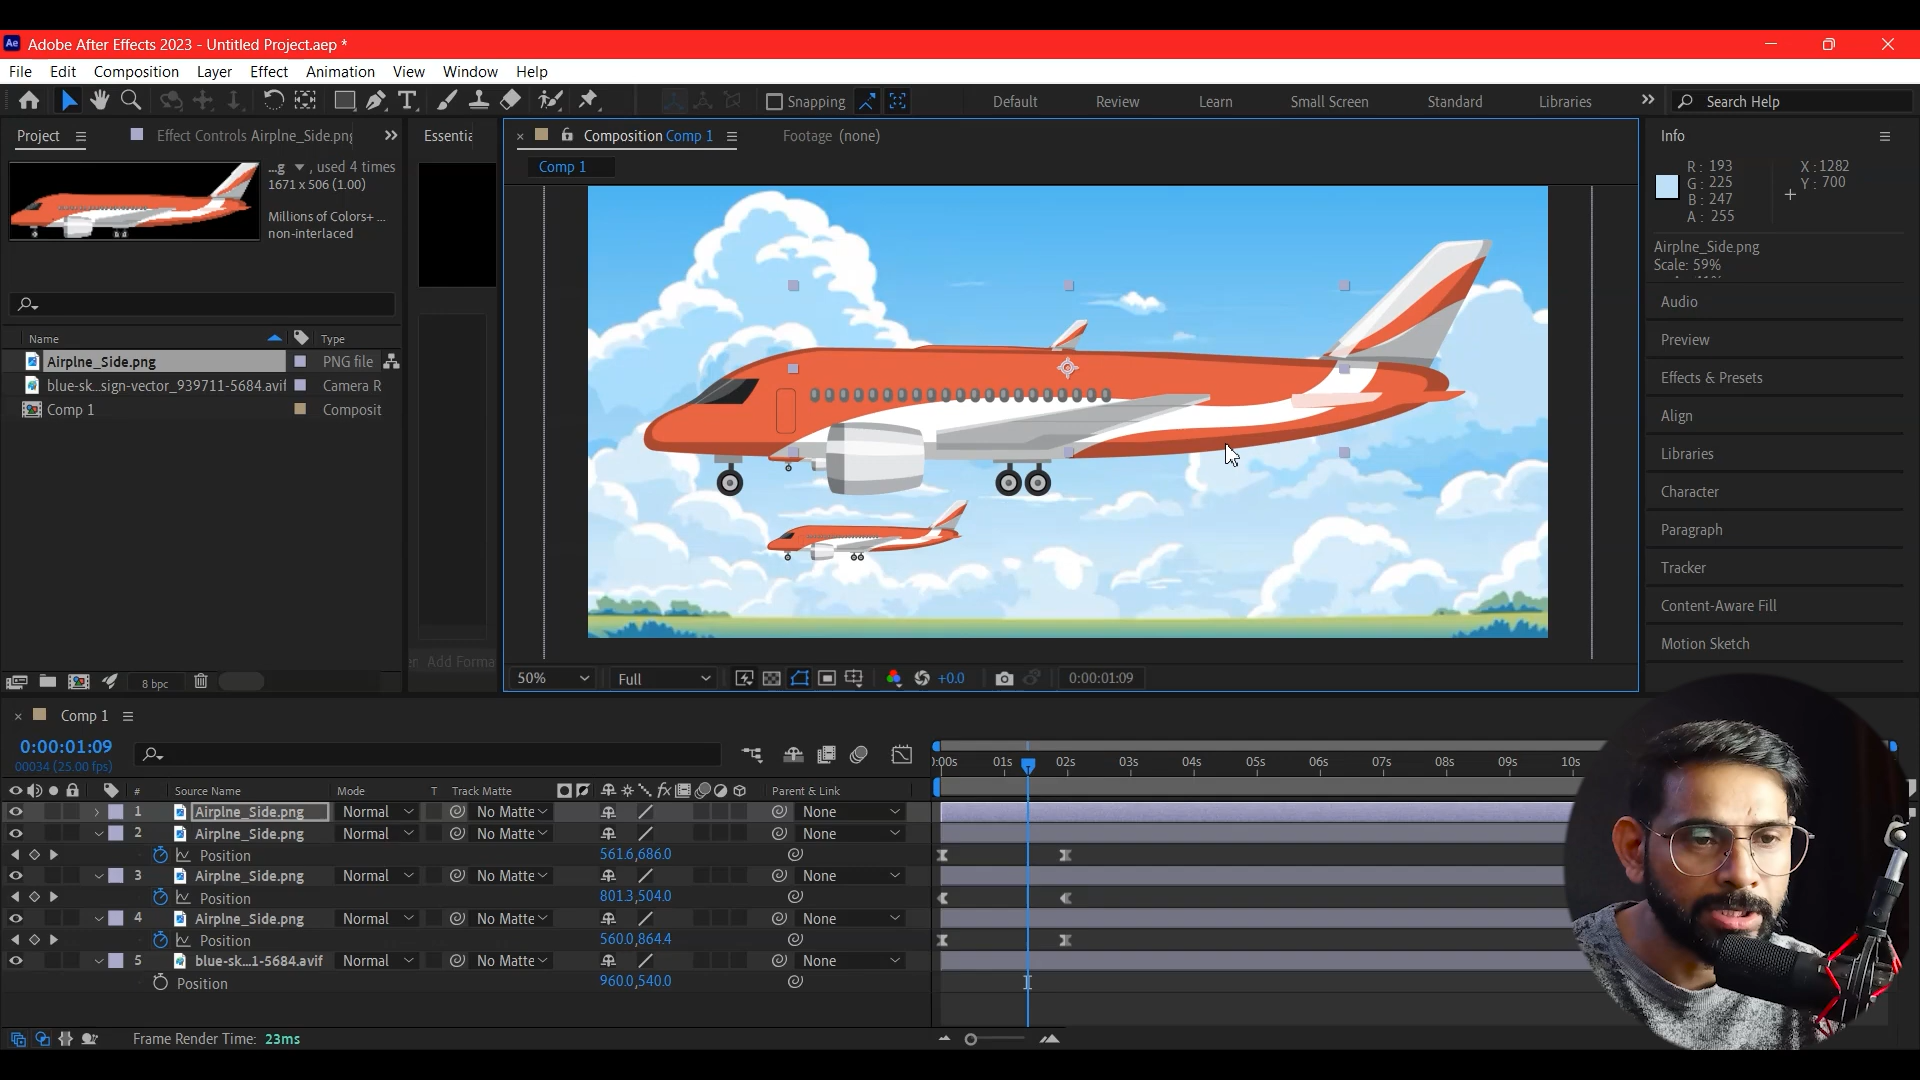 Ae Adobe After Effects 2023 - Untitled Project.aep *
File Edit Composition Layer Effect Animation View Window Help
Snapping
Default Review Learn Small Screen Standard Libraries
Search Help
Project Effect Controls Airplne_Side.png
...g , used 4 times
1671 x 506 (1.00)
Millions of Colors+ ...
non-interlaced
Name Type
Airplne_Side.png PNG file
blue-sk...sign-vector_939711-5684.avif Camera R
Comp 1 Composit
8 bpc
Essentia
Add Forma
Composition Comp 1 Footage (none)
Comp 1
50% Full +0.0 0:00:01:09
Info
R: 193
G: 225
B: 247
A: 255
X: 1282
Y: 700
Airplne_Side.png
Scale: 59%
Audio
Preview
Effects & Presets
Align
Libraries
Character
Paragraph
Tracker
Content-Aware Fill
Motion Sketch
Comp 1
0:00:01:09
00034 (25.00 fps)
:00s 01s 02s 03s 04s 05s 06s 07s 08s 09s 10s
# Source Name Mode T Track Matte fx Parent & Link
1 Airplne_Side.png Normal No Matte None
2 Airplne_Side.png Normal No Matte None
Position 561.6,686.0
3 Airplne_Side.png Normal No Matte None
Position 801.3,504.0
4 Airplne_Side.png Normal No Matte None
Position 560.0,864.4
5 blue-sk...1-5684.avif Normal No Matte None
Position 960.0,540.0
Frame Render Time: 23ms